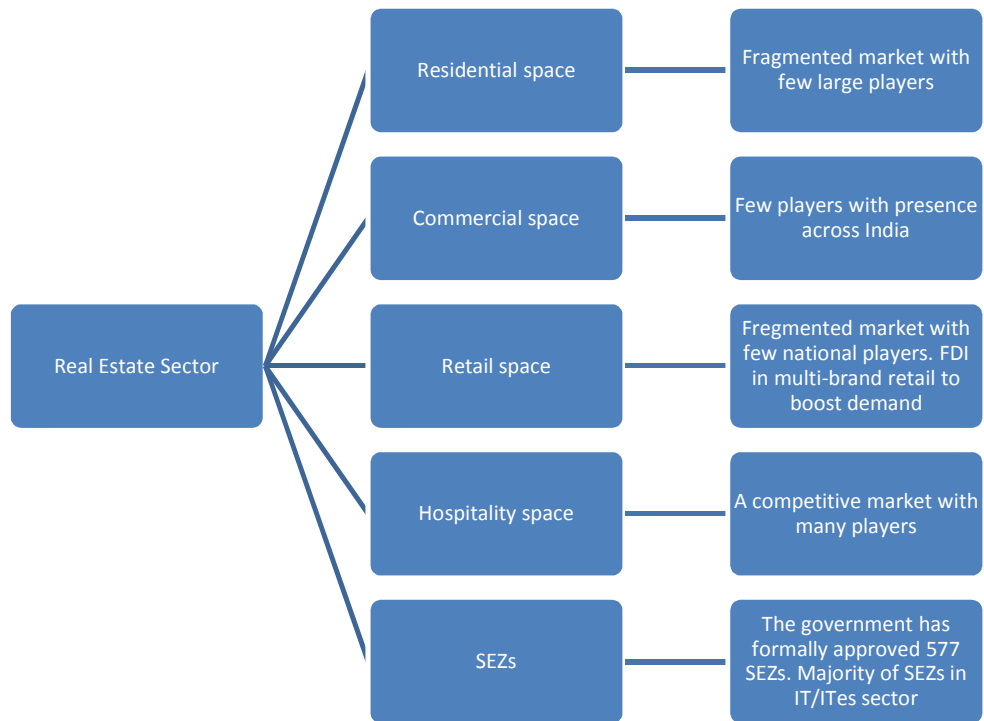 Real Estate Sector
Residential space
Fragmented market with
few large players
Commercial space
Few players with presence
across India
Retail space
Fregmented market with
few national players. FDI
in multi-brand retail to
boost demand
Hospitality space
A competitive market with
many players
SEZs
The government has
formally approved 577
SEZs. Majority of SEZs in
IT/ITes sector